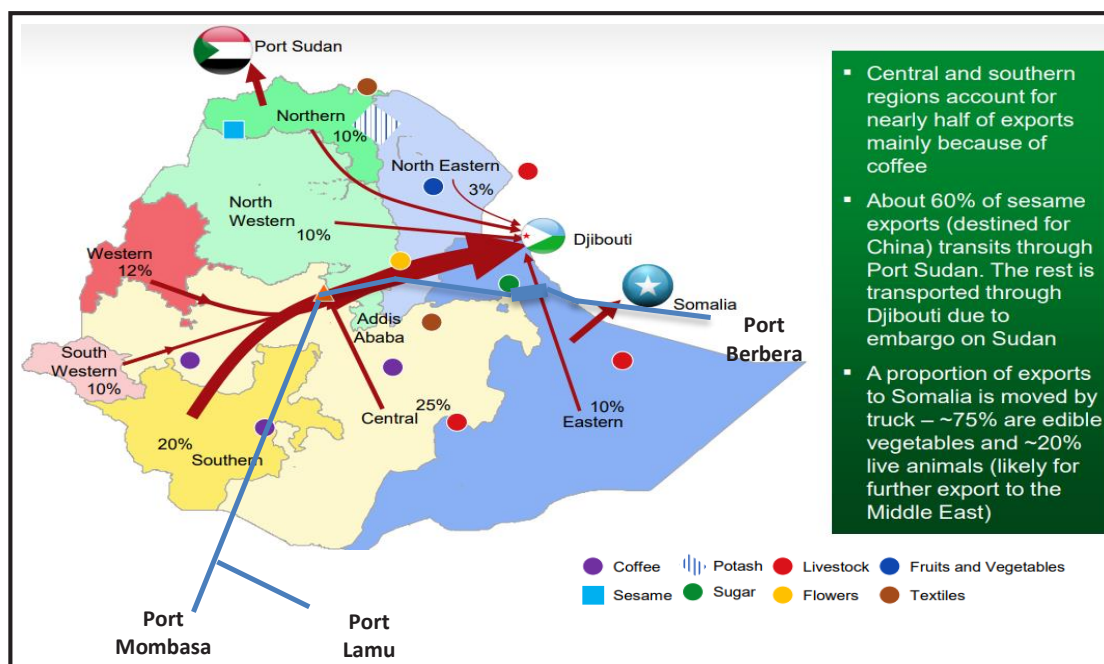 Port Sudan
Northern
10%
North Eastern
3%
North
Western
10%
Djibouti
Western
12%
Somalia
Addis
Ababa
Port
Berbera
South
Western
10%
Central
25%
10%
Eastern
20%
Southern
Port
Mombasa
Port
Lamu
▪ Central and southern
regions account for
nearly half of exports
mainly because of
coffee
▪ About 60% of sesame
exports (destined for
China) transits through
Port Sudan. The rest is
transported through
Djibouti due to
embargo on Sudan
▪ A proportion of exports
to Somalia is moved by
truck – ~75% are edible
vegetables and ~20%
live animals (likely for
further export to the
Middle East)
Coffee Potash Livestock Fruits and Vegetables
Sesame Sugar Flowers Textiles